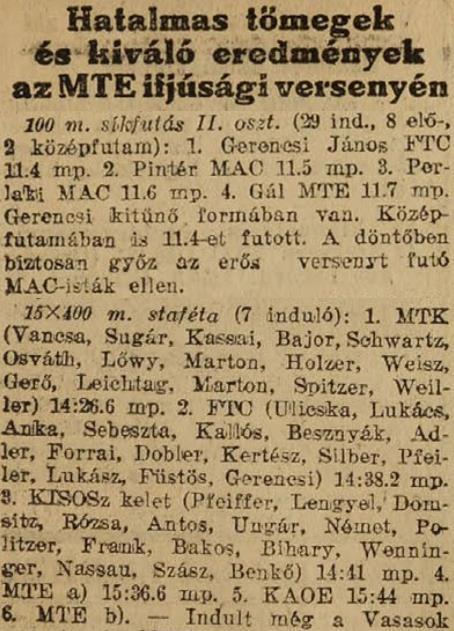 Hatalmas tömegek
és kiváló eredmények
az MTE ifjúsági versenyén
100 m. síkfutás II. oszt. (29 ind., 8 elő-,
2 középfutam): 1. Gerencsi János FTC
11.4 mp. 2. Pintér MAC 11.5 mp. 3. Per-
laki MAC 11.6 mp. 4. Gál MTE 11.7 mp.
Gerencsi kitünő formában van. Közép-
futamában is 11.4-et futott. A döntőben
biztosan győz az erős versenyt futó
MAC-isták ellen.
15X400 m. staféta (7 induló): 1. MTK
(Vancsa, Sugár, Kassai, Bajor, Schwartz,
Osváth, Lőwy, Marton, Holzer, Weisz,
Gerő, Leichtag, Marton, Spitzer, Weil-
ler) 14:26.6 mp. 2. FTC (Ulicska, Lukács,
Anka, Sebeszta, Kallós, Besznyák, Ad-
ler, Forrai, Dobler, Kertész, Silber, Pfei-
ler, Lukász, Füstös, Gerencsi) 14:38.2 mp.
3. KISOSz kelet (Pfeiffer, Lengyel, Dom-
sitz, Rózsa, Antos, Ungár, Német, Po-
litzer, Frank, Bakos, Bihary, Wennin-
ger, Nassau, Szász, Benkő) 14:41 mp. 4.
MTE a) 15:36.6 mp. 5. KAOE 15:44 mp.
6. MTE b). — Indult még a Vasasok